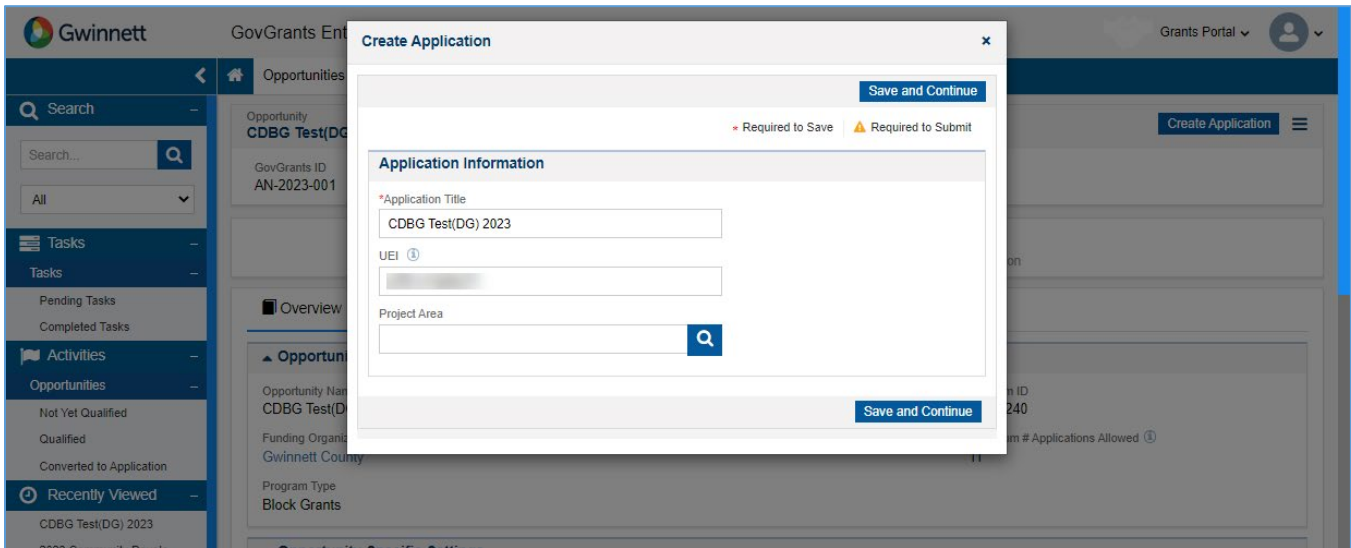 Gwinnett
GovGrants Ent
Grants Portal
Create Application
×
Opportunities
Save and Continue
* Required to Save
Required to Submit
Search
Search...
All
Opportunity
CDBG Test(DG
GovGrants ID
AN-2023-001
Create Application
Application Information
*Application Title
CDBG Test(DG) 2023
UEI
Project Area
Save and Continue
Tasks
Tasks
Pending Tasks
Completed Tasks
Activities
Opportunities
Not Yet Qualified
Qualified
Converted to Application
Recently Viewed
CDBG Test(DG) 2023
on
Overview
Opportuni
Opportunity Nam
CDBG Test(D
Funding Organiz
Gwinnett County
Program Type
Block Grants
m ID
240
um # Applications Allowed